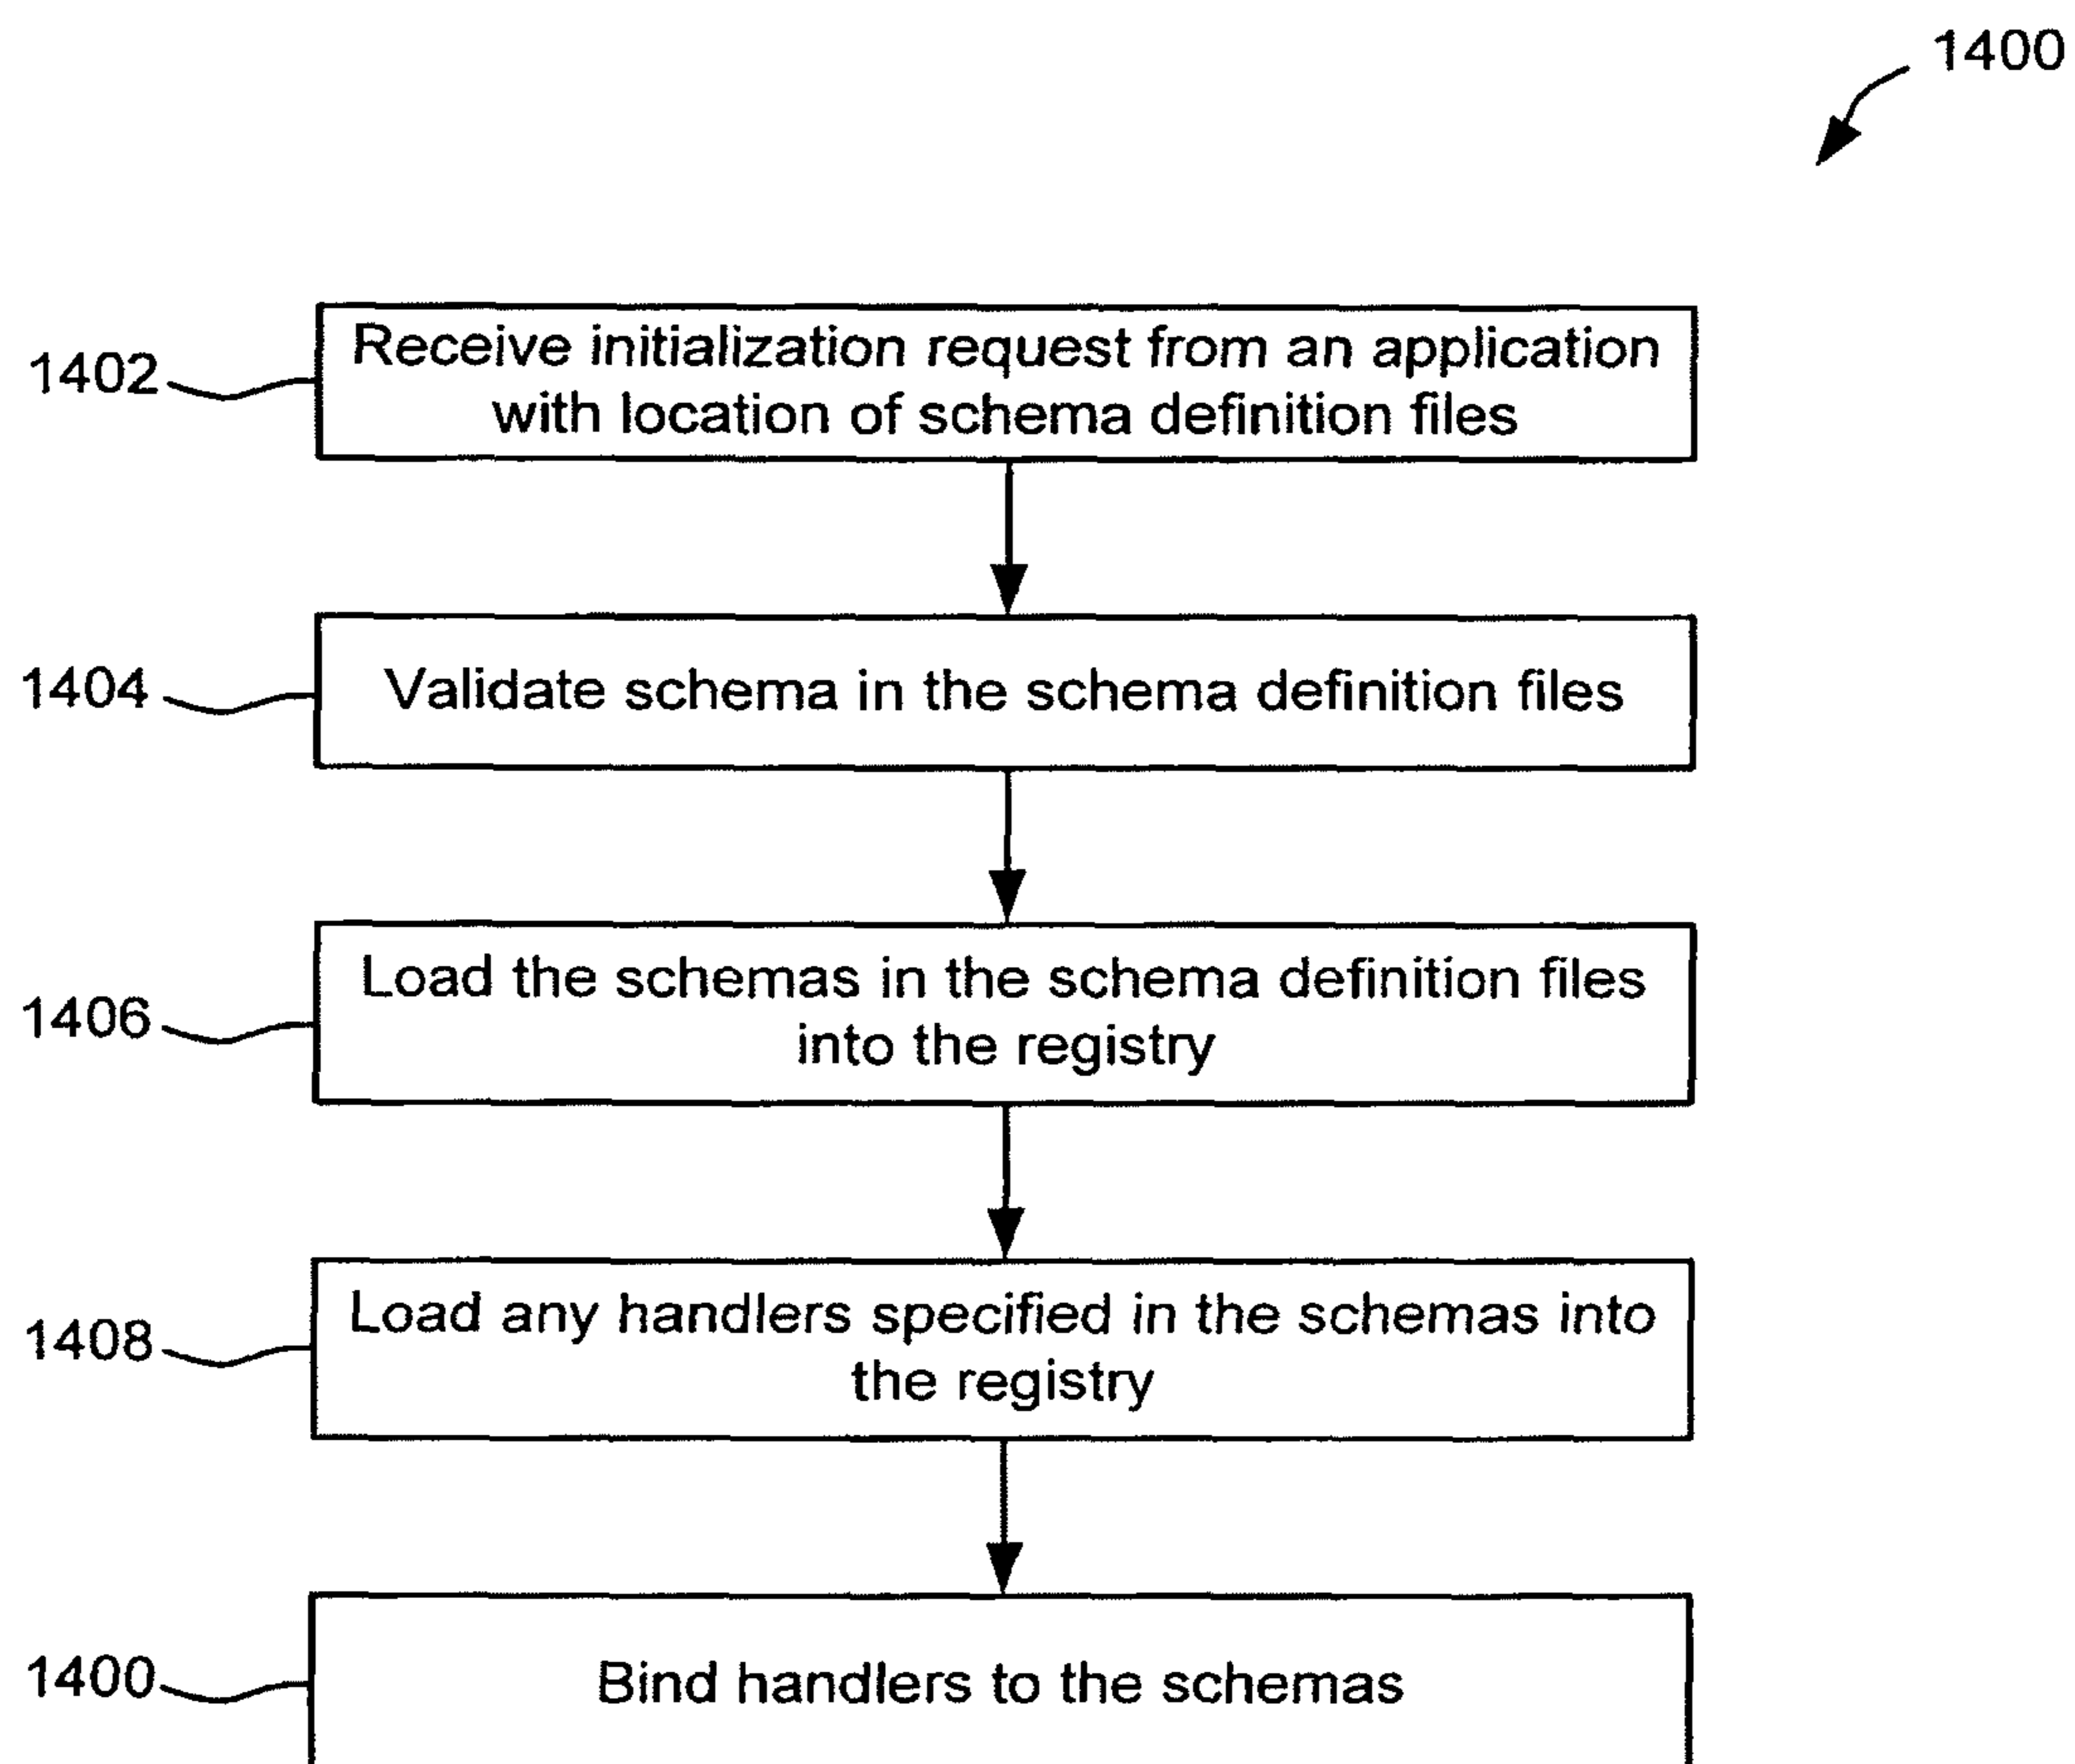 1400
1402
Receive initialization request from an application
with location of schema definition files
1404
Validate schema in the schema definition files
1406
Load the schemas in the schema definition files
into the registry
1408
Load any handlers specified in the schemas into
the registry
1400
Bind handlers to the schemas